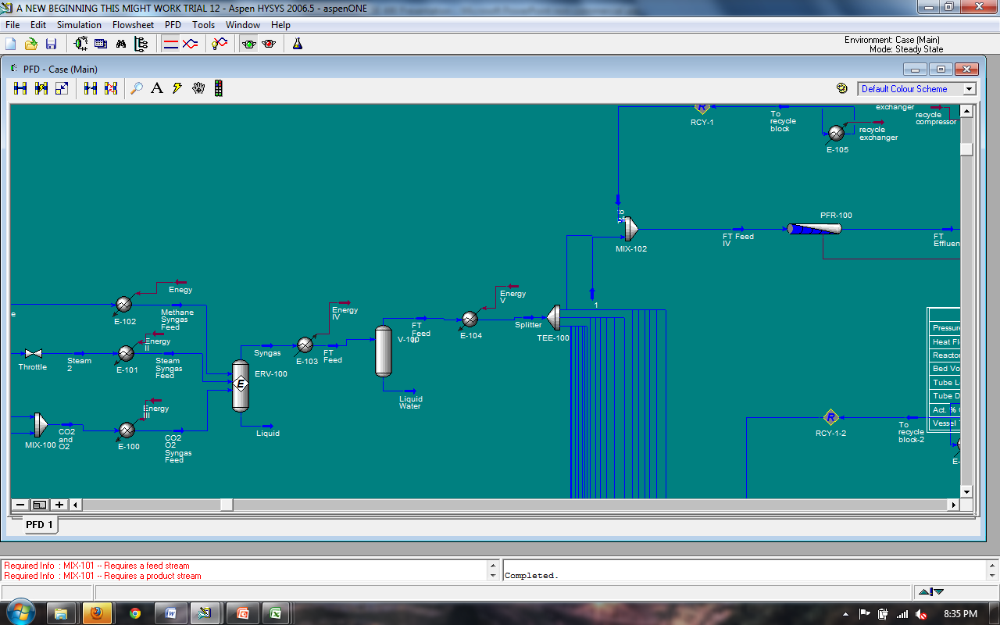 A NEW BEGINNING THIS MIGHT WORK TRIAL 12 - Aspen HYSYS 2006.5 - aspenONE
File Edit Simulation Flowsheet PFD Tools Window Help
Environment: Case (Main)
Mode: Steady State
PFD - Case (Main)
A
Default Colour Scheme
R
RCY-1
To
recycle
block
exchanger
recycle
compressor
recycle
exchanger
E-105
to
MIX-102
FT Feed
IV
PFR-100
FT
Effluen
1
Enegy
E-102
Methane
Syngas
Feed
e
Energy
II
Throttle
Steam
2
E-101
Steam
Syngas
Feed
Energy
III
MIX-100
CO2
and
O2
E-100
CO2
O2
Syngas
Feed
E
ERV-100
Syngas
Liquid
Energy
IV
E-103
FT
Feed
FT
Feed
V-100
Liquid
Water
Energy
V
E-104
Splitter
TEE-100
Pressure
Heat Fl
Reactor
Bed Vo
Tube L
Tube D
Act. % C
Vessel T
R
RCY-1-2
To
recycle
block-2
E-
PFD 1
Required Info : MIX-101 -- Requires a feed stream
Required Info : MIX-101 -- Requires a product stream
Completed.
8:35 PM